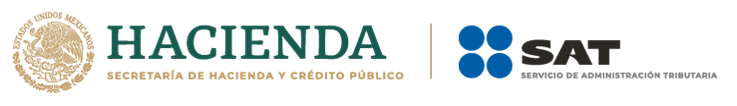 ESTADOS UNIDOS MEXICANOS
HACIENDA
SECRETARÍA DE HACIENDA Y CRÉDITO PÚBLICO
SAT
SERVICIO DE ADMINISTRACIÓN TRIBUTARIA